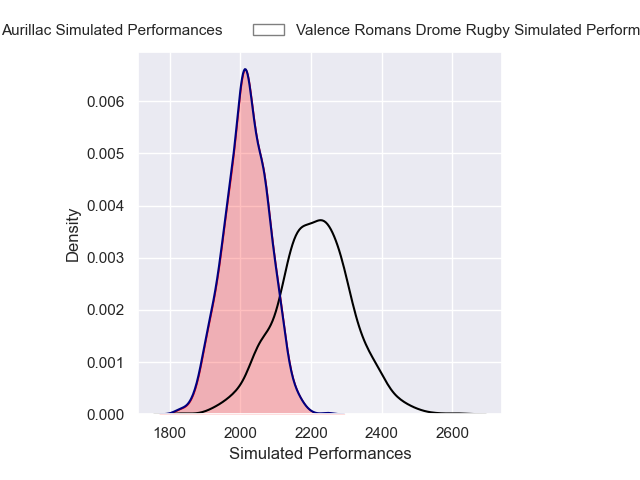 Aurillac Simulated Performances
Valence Romans Drome Rugby Simulated Perform
0.006
0.005
0.004
0.003
0.002
0.001
0.000
Density
1800 2000 2200 2400 2600
Simulated Performances